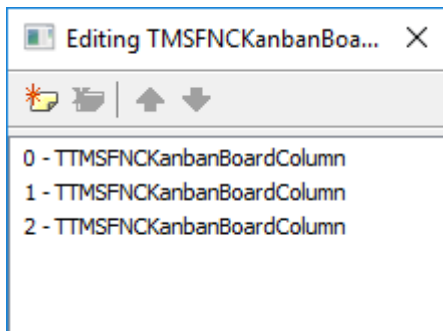 Editing TMSFNCKanbanBoa...
0 - TTMSFNCKanbanBoardColumn
1 - TTMSFNCKanbanBoardColumn
2 - TTMSFNCKanbanBoardColumn